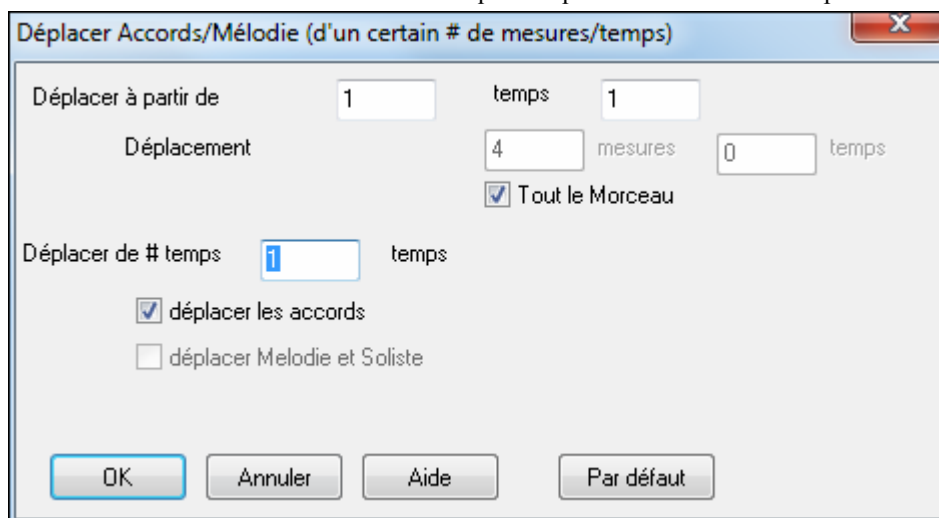 Déplacer Accords/Mélodie (d'un certain # de mesures/temps)
Déplacer à partir de 1 temps 1
Déplacement 4 mesures 0 temps
Tout le Morceau
Déplacer de # temps 1 temps
déplacer les accords
déplacer Melodie et Soliste
OK Annuler Aide Par défaut